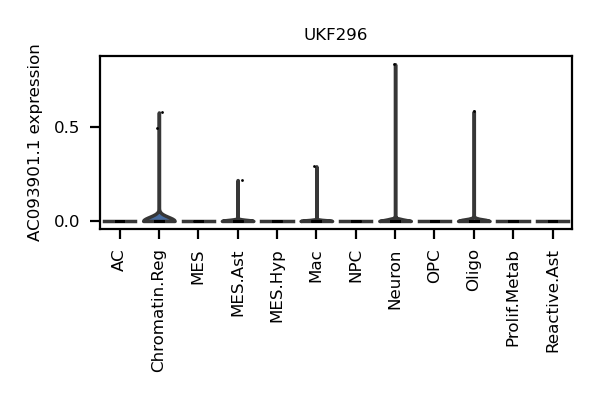 UKF296
AC093901.1 expression
0.5
0.0
AC
Chromatin.Reg
MES
MES.Ast
MES.Hyp
Mac
NPC
Neuron
OPC
Oligo
Prolif.Metab
Reactive.Ast